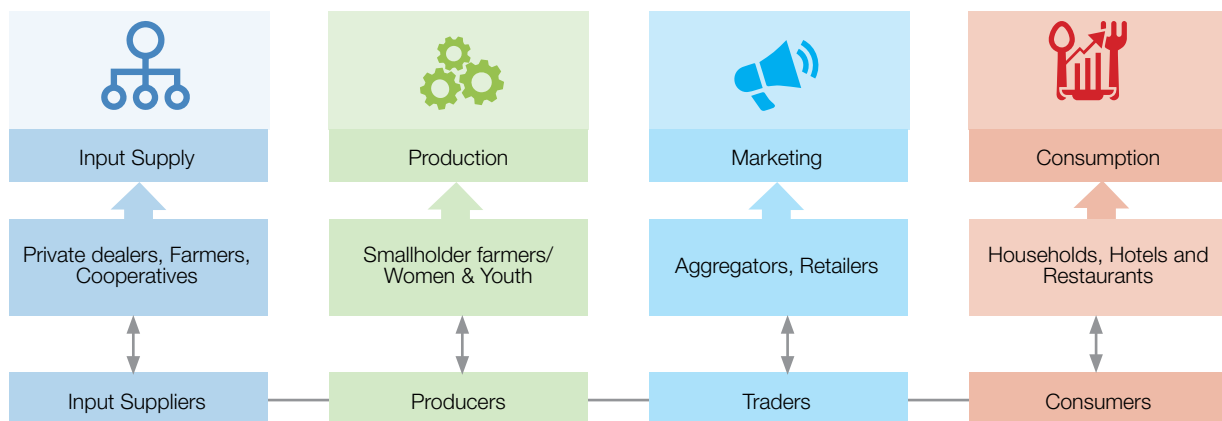 Input Supply
Production
Marketing
Consumption
Private dealers, Farmers,
Cooperatives
Smallholder farmers/
Women & Youth
Aggregators, Retailers
Households, Hotels and
Restaurants
Input Suppliers
Producers
Traders
Consumers